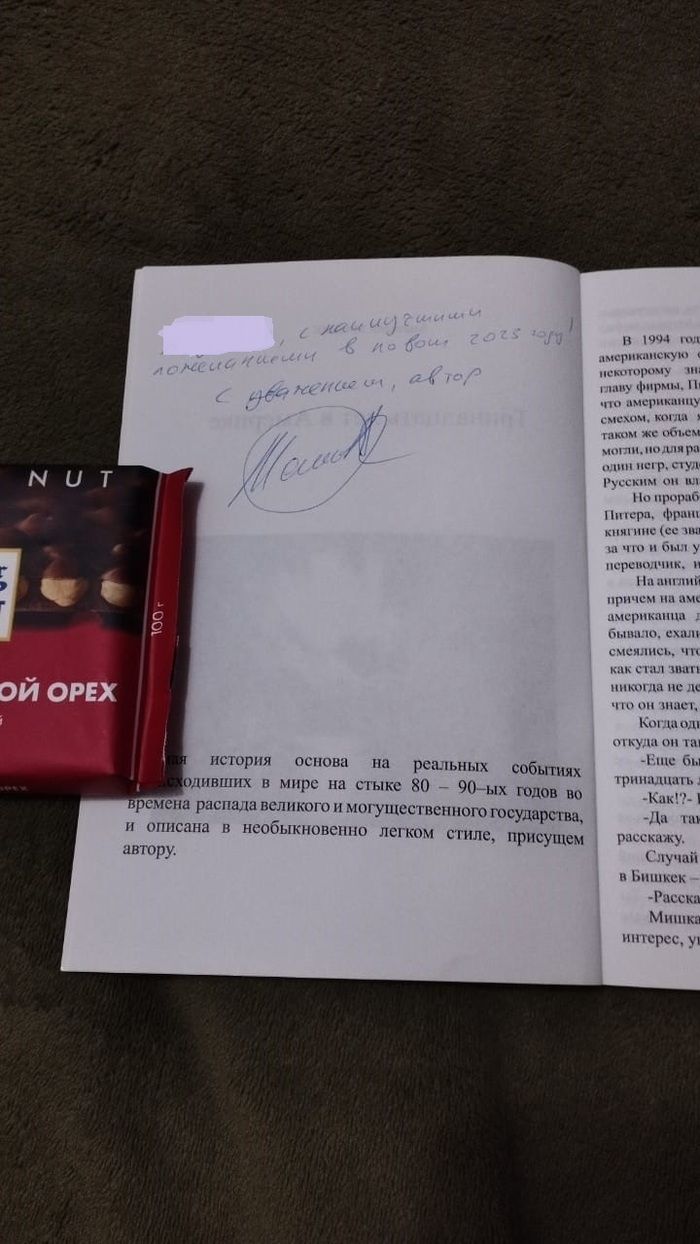 , с наилучшими
пожеланиями в новом 2025 году!
С уважением, автор
NUT
100 г
ОЙ ОРЕХ
история основа на реальных событиях
сходивших в мире на стыке 80 – 90–ых годов во
времена распада великого и могущественного государства,
и описана в необыкновенно легком стиле, присущем
автору.
В 1994 год
американскую
некоторому зна
главу фирмы, П
что американцу
смехом, когда
таком же объем
могли, но для ра
один негр, студ
Русским он вл
Но прораб
Питера, фран
княгине (ее зва
за что и был у
переводчик, и
На англий
причем на аме
американца д
бывало, ехали
смеялись, что
как стал зват
никогда не де
что он знает,
Когда одн
откуда он та
-Еще бы
тринадцать
-Как!?-
-Да так
расскажу.
Случай
в Бишкек –
-Расска
Мишка
интерес, у